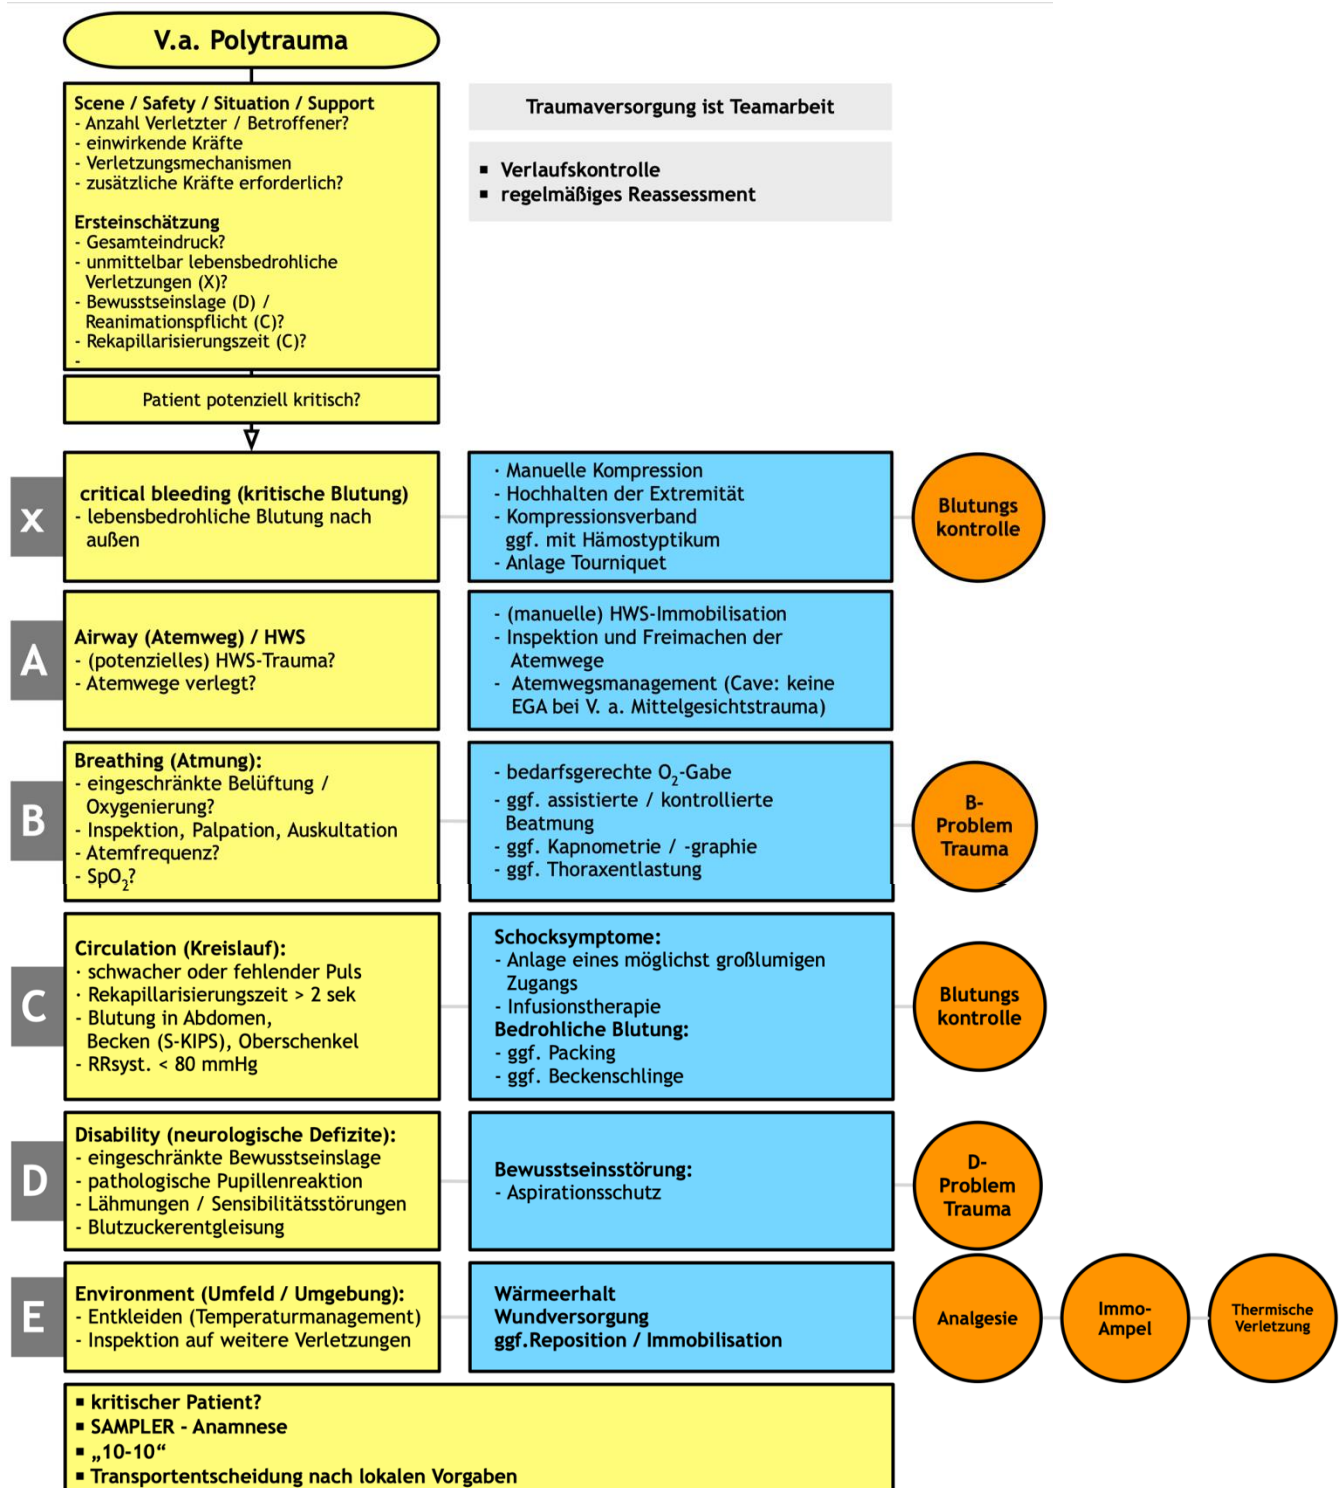 V.a. Polytrauma
Scene / Safety / Situation / Support
- Anzahl Verletzter / Betroffener?
- einwirkende Kräfte
- Verletzungsmechanismen
- zusätzliche Kräfte erforderlich?
Ersteinschätzung
- Gesamteindruck?
- unmittelbar lebensbedrohliche
Verletzungen (X)?
- Bewusstseinslage (D) /
Reanimationspflicht (C)?
- Rekapillarisierungszeit (C)?
-
Traumaversorgung ist Teamarbeit
▪ Verlaufskontrolle
▪ regelmäßiges Reassessment
Patient potenziell kritisch?
X
critical bleeding (kritische Blutung)
- lebensbedrohliche Blutung nach
außen
· Manuelle Kompression
- Hochhalten der Extremität
- Kompressionsverband
ggf. mit Hämostyptikum
- Anlage Tourniquet
Blutungs
kontrolle
A
Airway (Atemweg) / HWS
- (potenzielles) HWS-Trauma?
- Atemwege verlegt?
- (manuelle) HWS-Immobilisation
- Inspektion und Freimachen der
Atemwege
- Atemwegsmanagement (Cave: keine
EGA bei V. a. Mittelgesichtstrauma)
B
Breathing (Atmung):
- eingeschränkte Belüftung /
Oxygenierung?
- Inspektion, Palpation, Auskultation
- Atemfrequenz?
- SpO₂?
- bedarfsgerechte O₂-Gabe
- ggf. assistierte / kontrollierte
Beatmung
- ggf. Kapnometrie / -graphie
- ggf. Thoraxentlastung
B-
Problem
Trauma
C
Circulation (Kreislauf):
· schwacher oder fehlender Puls
· Rekapillarisierungszeit > 2 sek
- Blutung in Abdomen,
Becken (S-KIPS), Oberschenkel
- RRsyst. < 80 mmHg
Schocksymptome:
- Anlage eines möglichst großlumigen
Zugangs
- Infusionstherapie
Bedrohliche Blutung:
- ggf. Packing
- ggf. Beckenschlinge
Blutungs
kontrolle
D
Disability (neurologische Defizite):
- eingeschränkte Bewusstseinslage
- pathologische Pupillenreaktion
- Lähmungen / Sensibilitätsstörungen
- Blutzuckerentgleisung
Bewusstseinsstörung:
- Aspirationsschutz
D-
Problem
Trauma
E
Environment (Umfeld / Umgebung):
- Entkleiden (Temperaturmanagement)
- Inspektion auf weitere Verletzungen
Wärmeerhalt
Wundversorgung
ggf.Reposition / Immobilisation
Analgesie
Immo-
Ampel
Thermische
Verletzung
▪ kritischer Patient?
▪ SAMPLER - Anamnese
▪ „10-10“
▪ Transportentscheidung nach lokalen Vorgaben